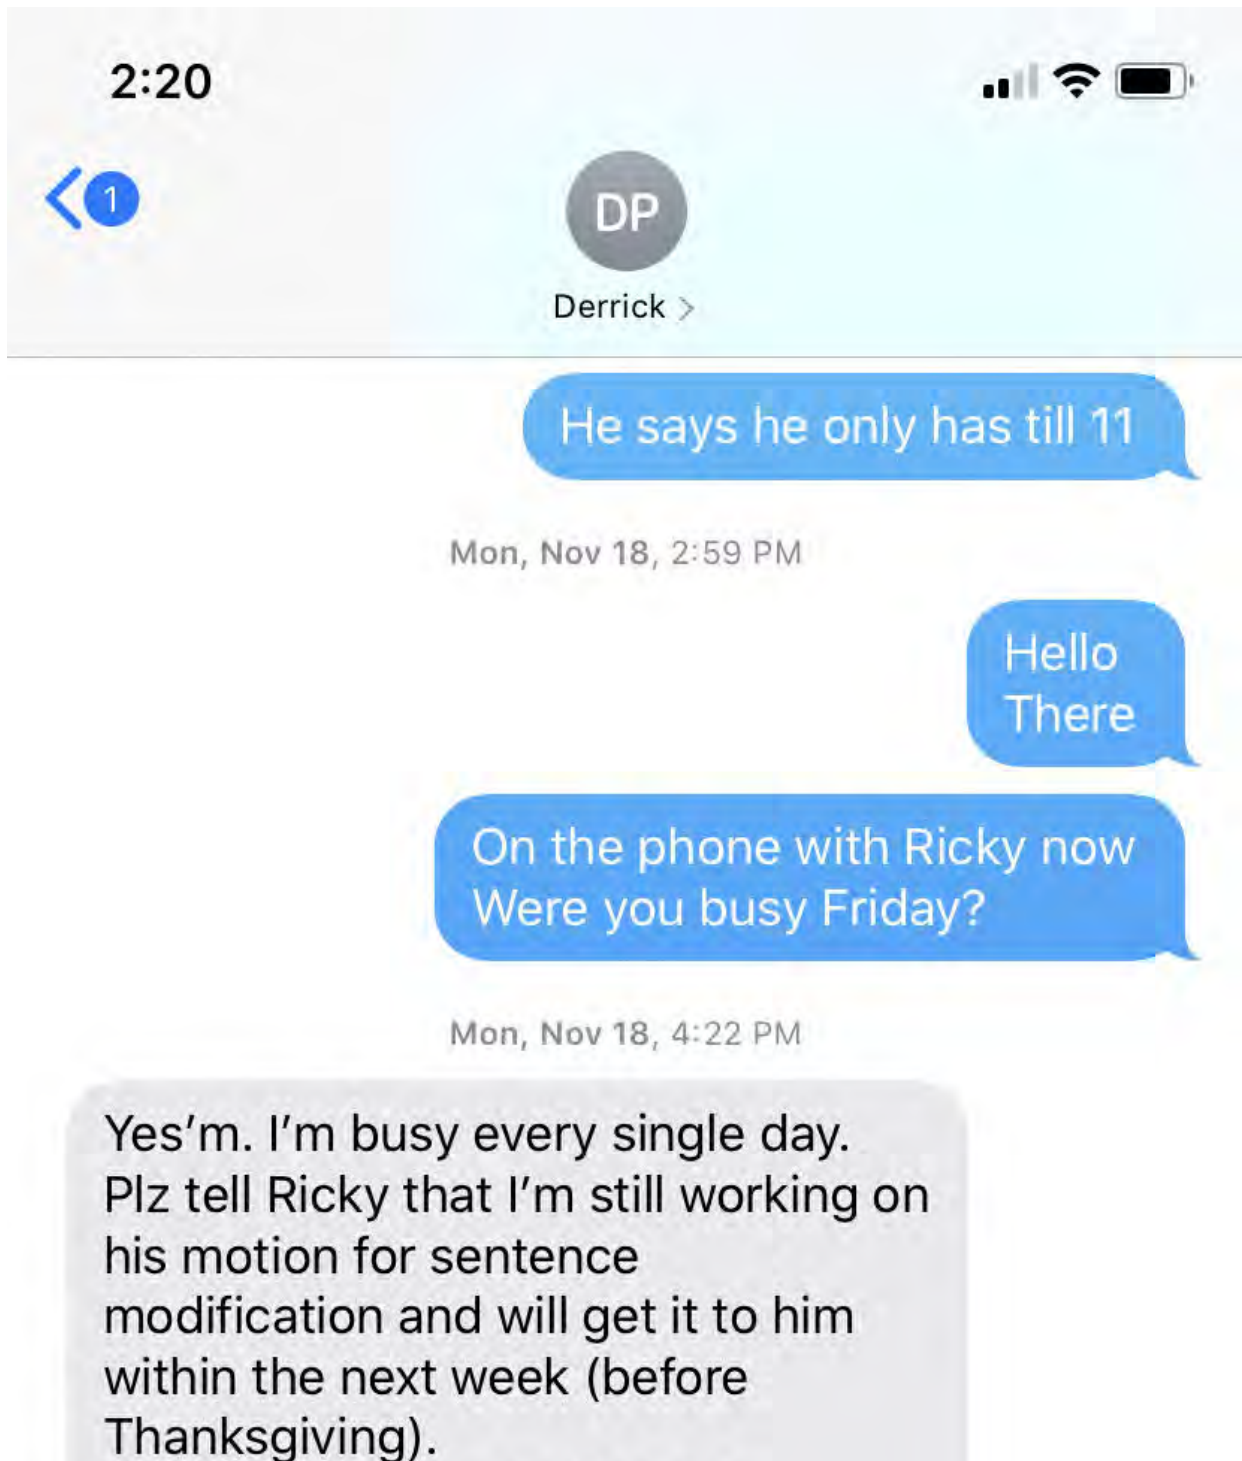 2:20
1
DP
Derrick >
He says he only has till 11
Mon, Nov 18, 2:59 PM
Hello
There
On the phone with Ricky now
Were you busy Friday?
Mon, Nov 18, 4:22 PM
Yes’m. I’m busy every single day.
Plz tell Ricky that I’m still working on
his motion for sentence
modification and will get it to him
within the next week (before
Thanksgiving).